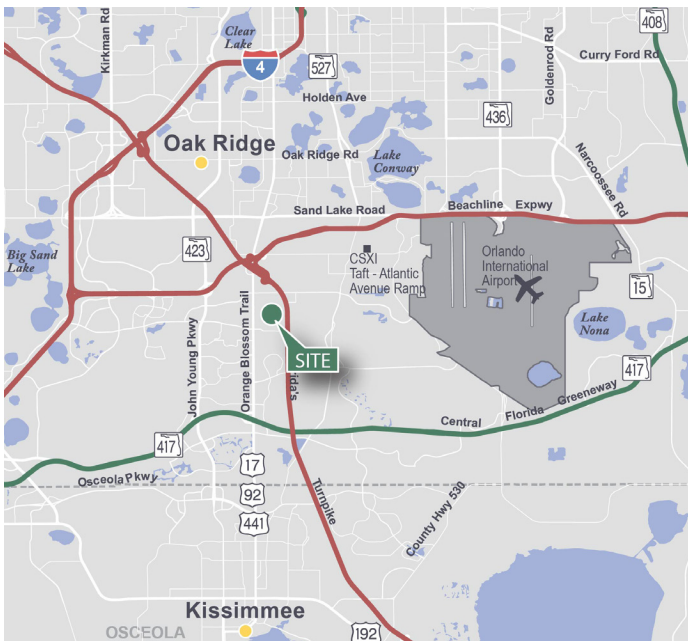 Kirkman Rd
Clear
Lake
4
527
Goldenrod Rd
408
Curry Ford Rd
Holden Ave
436
Oak Ridge
Oak Ridge Rd
Lake
Conway
Narcoossee Rd
Sand Lake Road
Beachline Expwy
Big Sand
Lake
423
CSXI
Taft - Atlantic
Avenue Ramp
Orlando
International
Airport
15
Lake
Nona
John Young Pkwy
Orange Blossom Trail
SITE
417
Central Florida Greeneway
417
Osceola Pkwy
17
92
441
Turnpike
County Hwy 530
Kissimmee
OSCEOLA
192